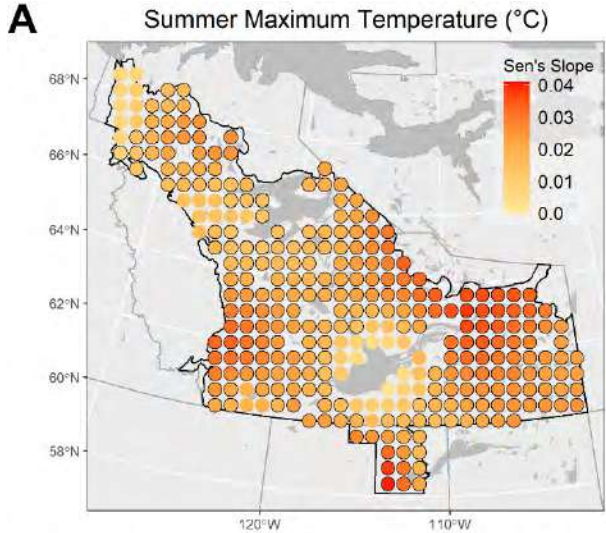 A
Summer Maximum Temperature (°C)
Sen's Slope
0.04
0.03
0.02
0.01
0.0
68°N
66°N
64°N
62°N
60°N
58°N
120°W
110°W